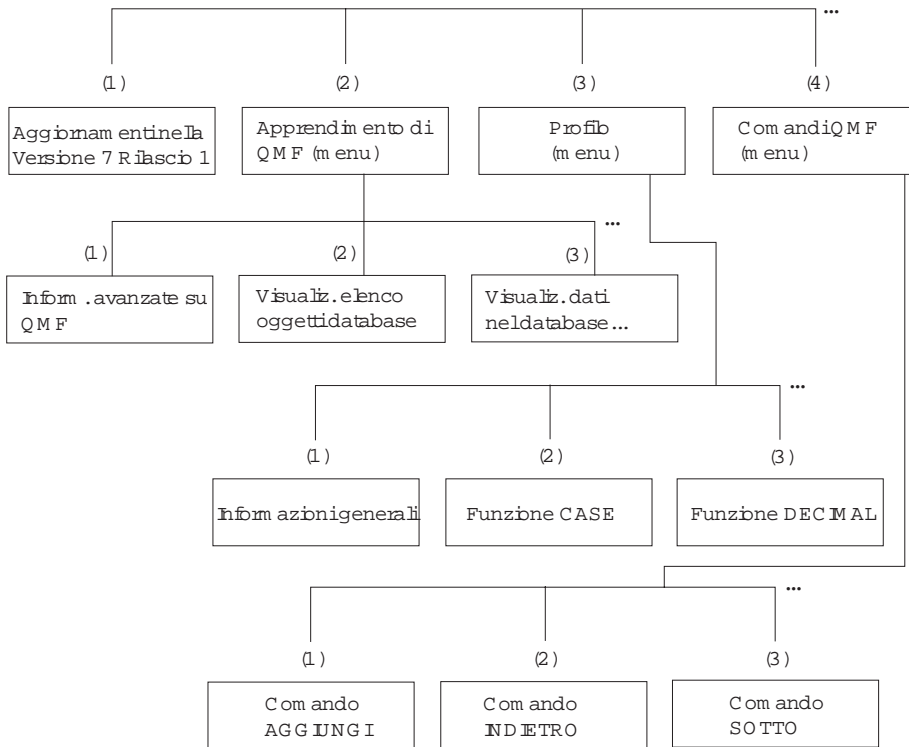 ...
(1) (2) (3) (4)
Aggiornamenti nella
Versione 7 Rilascio 1
Apprendimento di
QMF (menu)
Profilo
(menu)
Comandi QMF
(menu)
...
(1) (2) (3)
Inform. avanzate su
QMF
Visualiz. elenco
oggetti database
Visualiz. dati
nel database...
...
(1) (2) (3)
Informazioni generali
Funzione CASE
Funzione DECIMAL
...
(1) (2) (3)
Comando
AGGIUNGI
Comando
INDIETRO
Comando
SOTTO